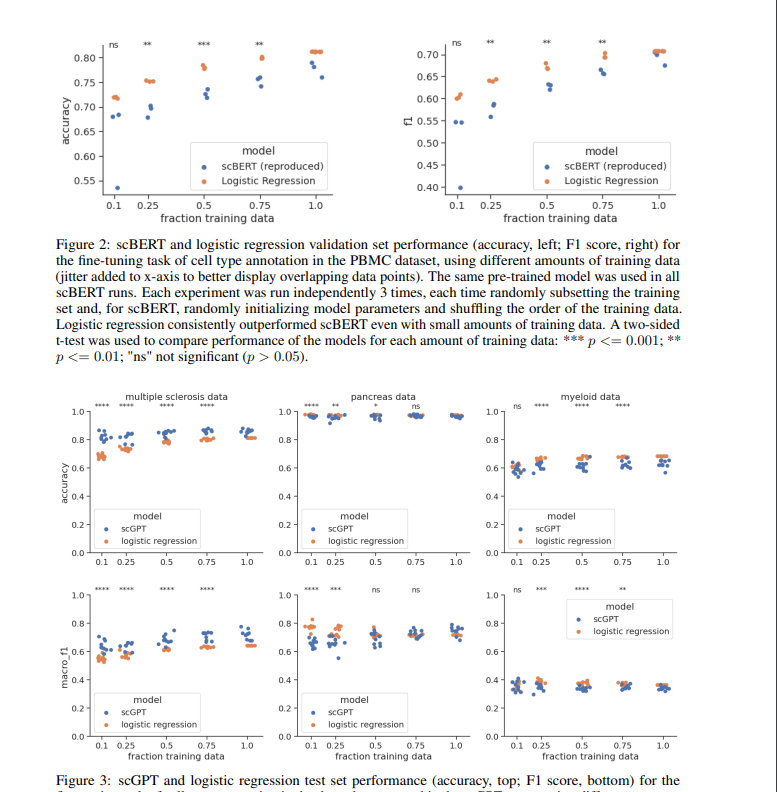 ns ** *** **
0.80
0.75
0.70
0.65
0.60
0.55
accuracy
model
scBERT (reproduced)
Logistic Regression
0.1 0.25 0.5 0.75 1.0
fraction training data
ns ** ** **
0.70
0.65
0.60
0.55
0.50
0.45
0.40
f1
model
scBERT (reproduced)
Logistic Regression
0.1 0.25 0.5 0.75 1.0
fraction training data
Figure 2: scBERT and logistic regression validation set performance (accuracy, left; F1 score, right) for
the fine-tuning task of cell type annotation in the PBMC dataset, using different amounts of training data
(jitter added to x-axis to better display overlapping data points). The same pre-trained model was used in all
scBERT runs. Each experiment was run independently 3 times, each time randomly subsetting the training
set and, for scBERT, randomly initializing model parameters and shuffling the order of the training data.
Logistic regression consistently outperformed scBERT even with small amounts of training data. A two-sided
t-test was used to compare performance of the models for each amount of training data: *** p <= 0.001; **
p <= 0.01; "ns" not significant (p > 0.05).
multiple sclerosis data
**** **** **** ****
1.0
0.8
0.6
0.4
0.2
0.0
accuracy
model
scGPT
logistic regression
0.1 0.25 0.5 0.75 1.0
pancreas data
**** ** * ns
1.0
0.8
0.6
0.4
0.2
0.0
model
scGPT
logistic regression
0.1 0.25 0.5 0.75 1.0
myeloid data
ns **** **** ****
1.0
0.8
0.6
0.4
0.2
0.0
model
scGPT
logistic regression
0.1 0.25 0.5 0.75 1.0
**** **** **** ****
1.0
0.8
0.6
0.4
0.2
0.0
macro_f1
model
scGPT
logistic regression
0.1 0.25 0.5 0.75 1.0
fraction training data
**** *** ns ns
1.0
0.8
0.6
0.4
0.2
0.0
model
scGPT
logistic regression
0.1 0.25 0.5 0.75 1.0
fraction training data
ns *** **** **
1.0
0.8
0.6
0.4
0.2
0.0
model
scGPT
logistic regression
0.1 0.25 0.5 0.75 1.0
fraction training data
Figure 3: scGPT and logistic regression test set performance (accuracy, top; F1 score, bottom) for the